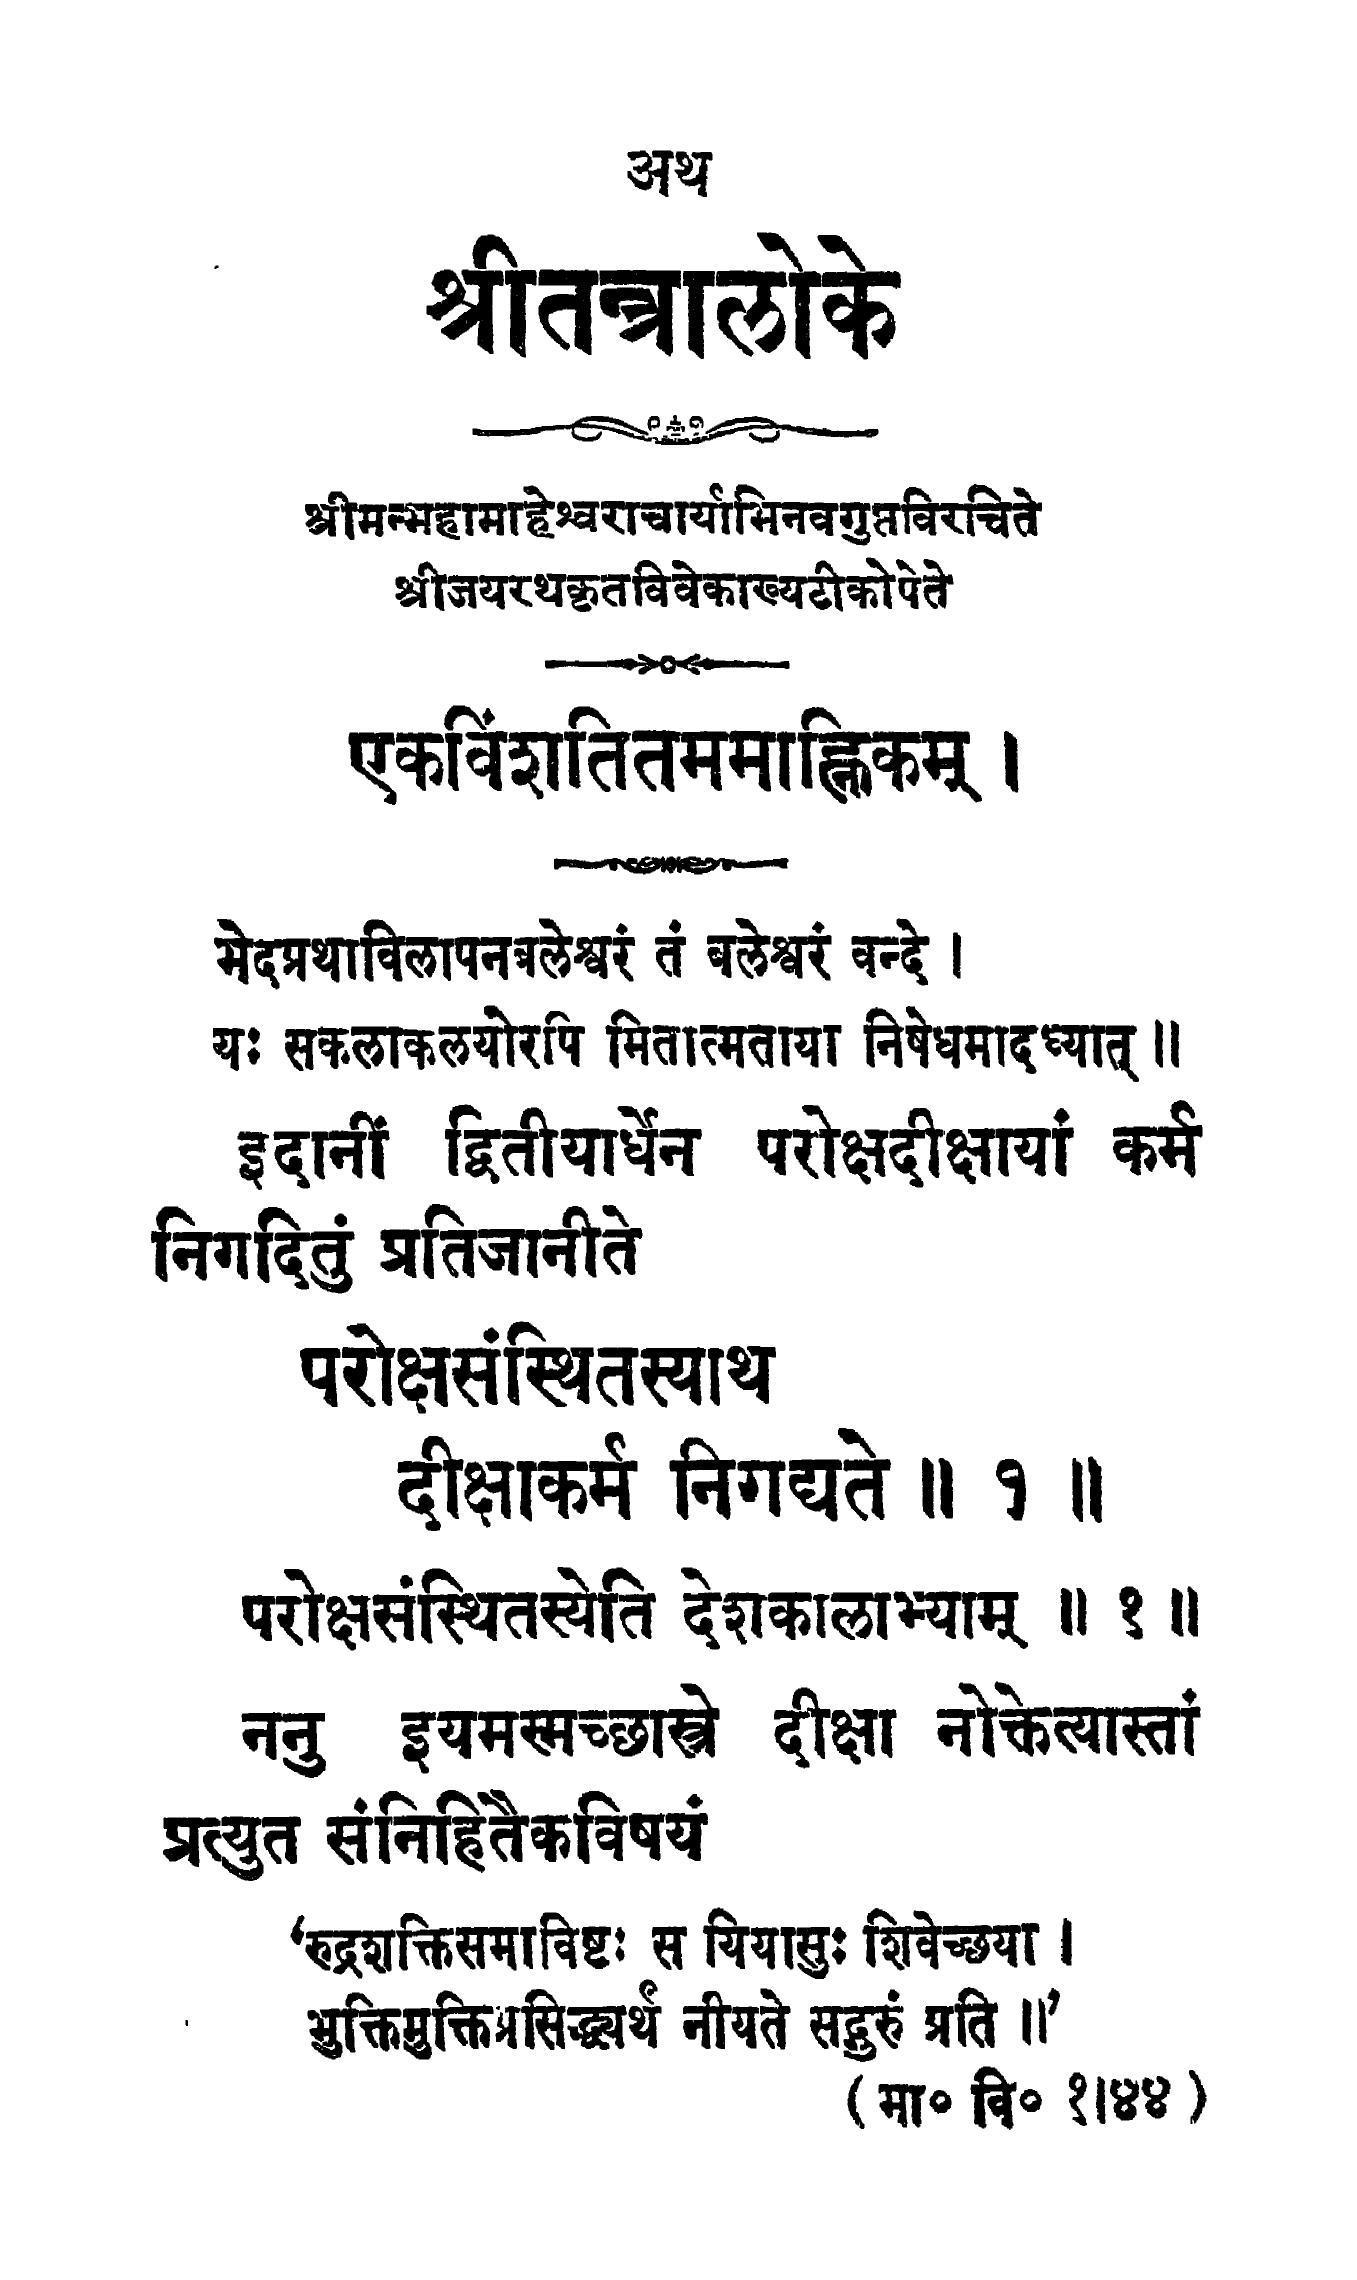 अथ
श्रीतन्त्रालोके
श्रीमन्महामाहेश्वराचार्याभिनवगुप्तविरचिते
श्रीजयरथकृतविवेकाख्यटीकोपेते
एकविंशतितममाह्निकम् ।
भेदप्रथाविलापनबलेश्वरं तं बलेश्वरं वन्दे ।
यः सकलाकलयोरपि मितात्मताया निषेधमादध्यात् ॥
इदानीं द्वितीयार्धेन परोक्षदीक्षायां कर्म
निगदितुं प्रतिजानीते
परोक्षसंस्थितस्याथ
दीक्षाकर्म निगद्यते ॥ १ ॥
परोक्षसंस्थितस्येति देशकालाभ्याम् ॥ १ ॥
ननु इयमस्मच्छास्त्रे दीक्षा नोक्तेत्यास्तां
प्रत्युत संनिहितैकविषयं
‘रुद्रशक्तिसमाविष्टः स यियासुः शिवेच्छया ।
भुक्तिमुक्तिप्रसिद्ध्यर्थं नीयते सद्गुरुं प्रति ॥’
( मा० वि० १।४४ )